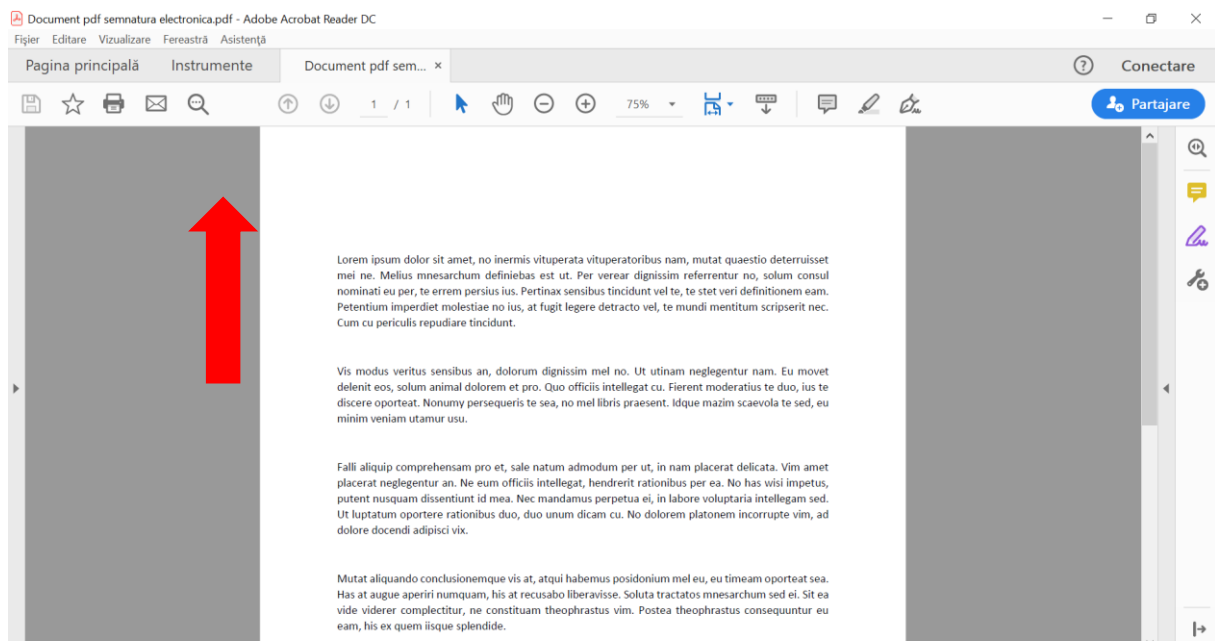 Document pdf semnatura electronica.pdf - Adobe Acrobat Reader DC
Fișier Editare Vizualizare Fereastră Asistență
Pagina principală Instrumente Document pdf sem... × ? Conectare
1 / 1 75% Partajare
Lorem ipsum dolor sit amet, no inermis vituperata vituperatoribus nam, mutat quaestio deterruisset
mei ne. Melius mnesarchum definiebas est ut. Per verear dignissim referrentur no, solum consul
nominati eu per, te errem persius ius. Pertinax sensibus tincidunt vel te, te stet veri definitionem eam.
Petentium imperdiet molestiae no ius, at fugit legere detracto vel, te mundi mentitum scripserit nec.
Cum cu periculis repudiare tincidunt.
Vis modus veritus sensibus an, dolorum dignissim mel no. Ut utinam neglegentur nam. Eu movet
delenit eos, solum animal dolorem et pro. Quo officiis intellegat cu. Fierent moderatius te duo, ius te
discere oporteat. Nonumy persequeris te sea, no mel libris praesent. Idque mazim scaevola te sed, eu
minim veniam utamur usu.
Falli aliquip comprehensam pro et, sale natum admodum per ut, in nam placerat delicata. Vim amet
placerat neglegentur an. Ne eum officiis intellegat, hendrerit rationibus per ea. No has wisi impetus,
putent nusquam dissentiunt id mea. Nec mandamus perpetua ei, in labore voluptaria intellegam sed.
Ut luptatum oportere rationibus duo, duo unum dicam cu. No dolorem platonem incorrupte vim, ad
dolore docendi adipisci vix.
Mutat aliquando conclusionemque vis at, atqui habemus posidonium mel eu, eu timeam oporteat sea.
Has at augue aperiri numquam, his at recusabo liberavisse. Soluta tractatos mnesarchum sed ei. Sit ea
vide viderer complectitur, ne constituam theophrastus vim. Postea theophrastus consequuntur eu
eam, his ex quem iisque splendide.